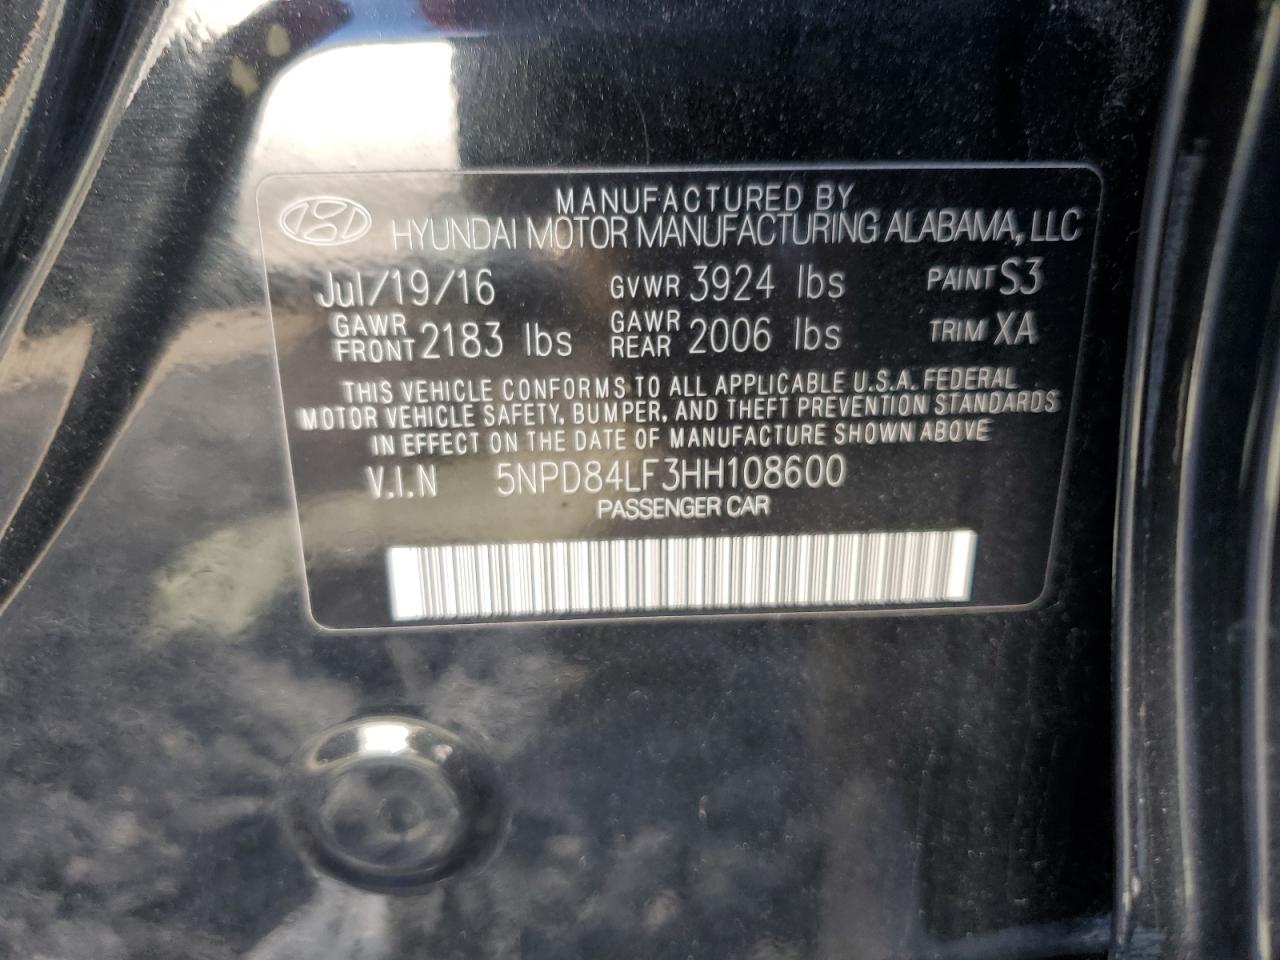 MANUFACTURED BY
HYUNDAI MOTOR MANUFACTURING ALABAMA, LLC
Jul/19/16 GVWR 3924 lbs PAINT S3
GAWR FRONT 2183 lbs GAWR REAR 2006 lbs TRIM XA
THIS VEHICLE CONFORMS TO ALL APPLICABLE U.S.A. FEDERAL
MOTOR VEHICLE SAFETY, BUMPER, AND THEFT PREVENTION STANDARDS
IN EFFECT ON THE DATE OF MANUFACTURE SHOWN ABOVE
V.I.N 5NPD84LF3HH108600
PASSENGER CAR